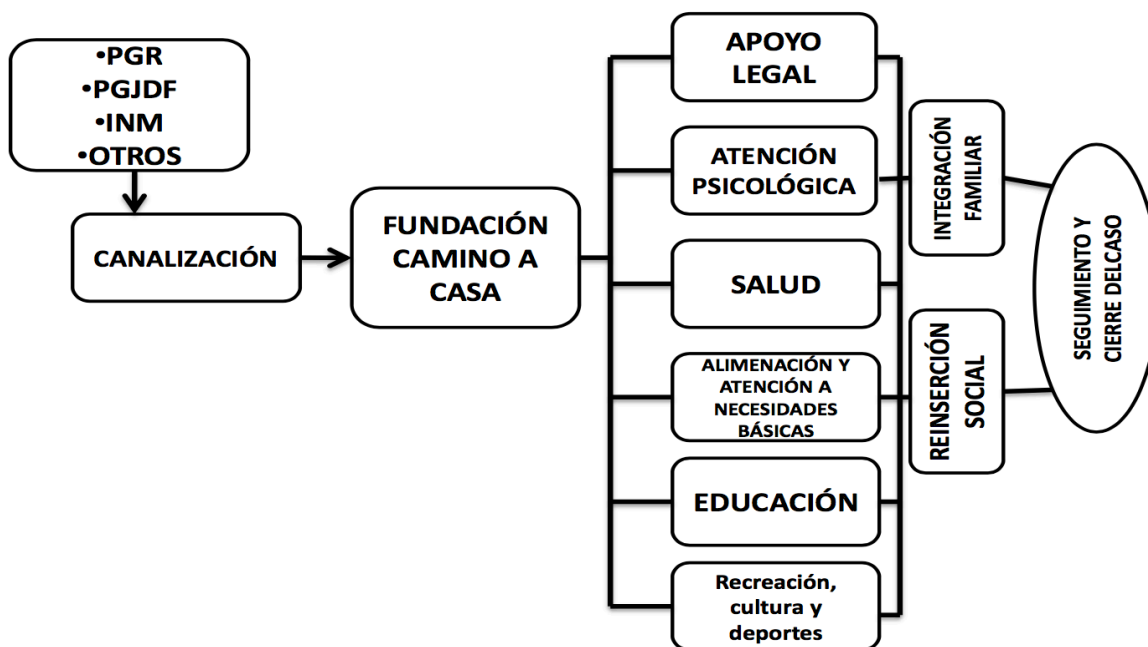 •PGR
•PGJDF
•INM
•OTROS
CANALIZACIÓN
FUNDACIÓN
CAMINO A
CASA
APOYO
LEGAL
ATENCIÓN
PSICOLÓGICA
SALUD
ALIMENACIÓN Y
ATENCIÓN A
NECESIDADES
BÁSICAS
EDUCACIÓN
Recreación,
cultura y
deportes
INTEGRACIÓN
FAMILIAR
REINSERCIÓN
SOCIAL
SEGUIMIENTO Y
CIERRE DELCASO